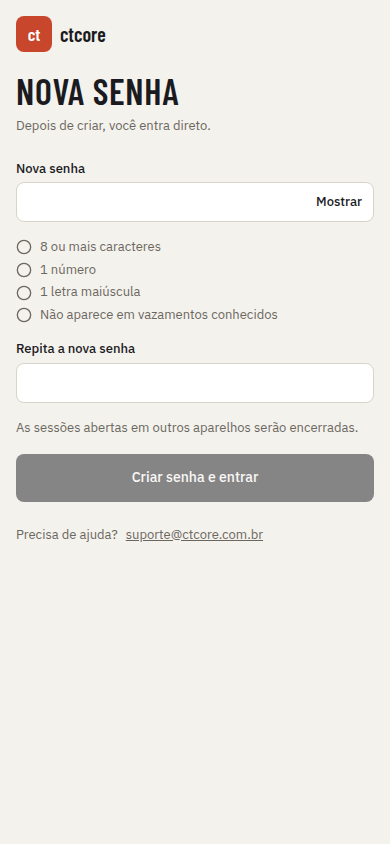 ct ctcore
NOVA SENHA
Depois de criar, você entra direto.
Nova senha
Mostrar
8 ou mais caracteres
1 número
1 letra maiúscula
Não aparece em vazamentos conhecidos
Repita a nova senha
As sessões abertas em outros aparelhos serão encerradas.
Criar senha e entrar
Precisa de ajuda? suporte@ctcore.com.br